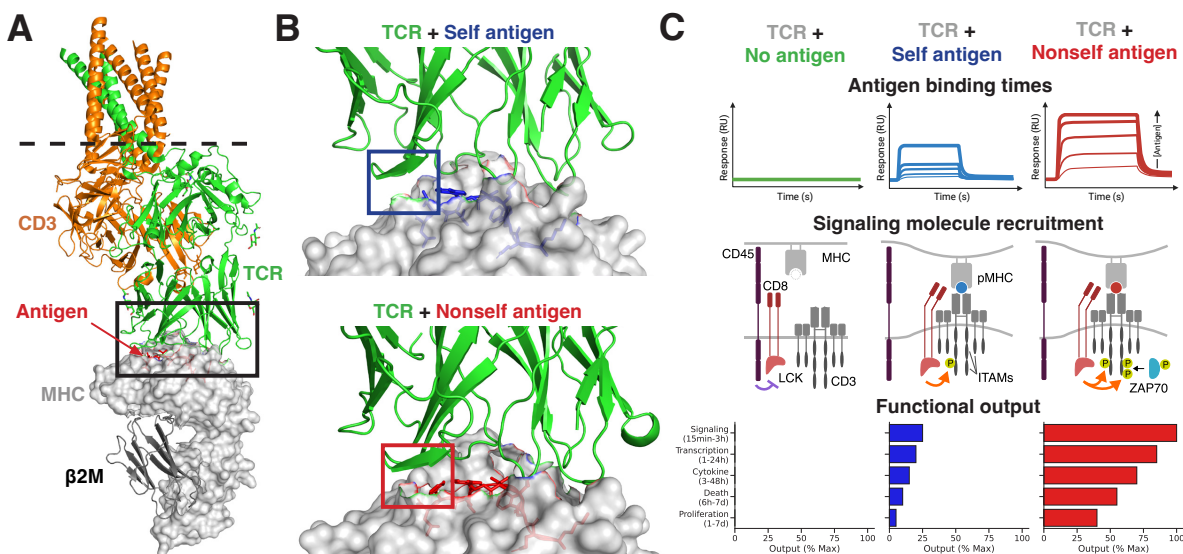 A
CD3
TCR
Antigen
MHC
β2M
B
TCR + Self antigen
TCR + Nonself antigen
C
TCR +
No antigen
TCR +
Self antigen
TCR +
Nonself antigen
Antigen binding times
Response (RU)
Time (s)
Response (RU)
Time (s)
Response (RU)
Time (s)
[Antigen]
Signaling molecule recruitment
CD45
MHC
CD8
LCK
CD3
pMHC
P
ITAMs
P
P
P
P
ZAP70
Functional output
Signaling
(15min-3h)
Transcription
(1-24h)
Cytokine
(3-48h)
Death
(6h-7d)
Proliferation
(1-7d)
0 25 50 75 100
Output (% Max)
0 25 50 75 100
Output (% Max)
0 25 50 75 100
Output (% Max)